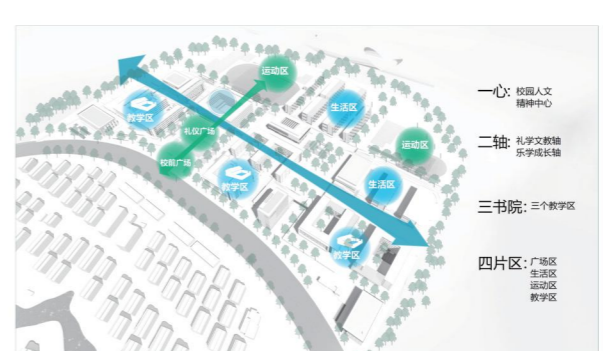 运动区
教学区
生活区
礼仪广场
运动区
校前广场
教学区
生活区
教学区
一心: 校园人文
精神中心
二轴: 礼学文教轴
乐学成长轴
三书院: 三个教学区
四片区: 广场区
生活区
运动区
教学区